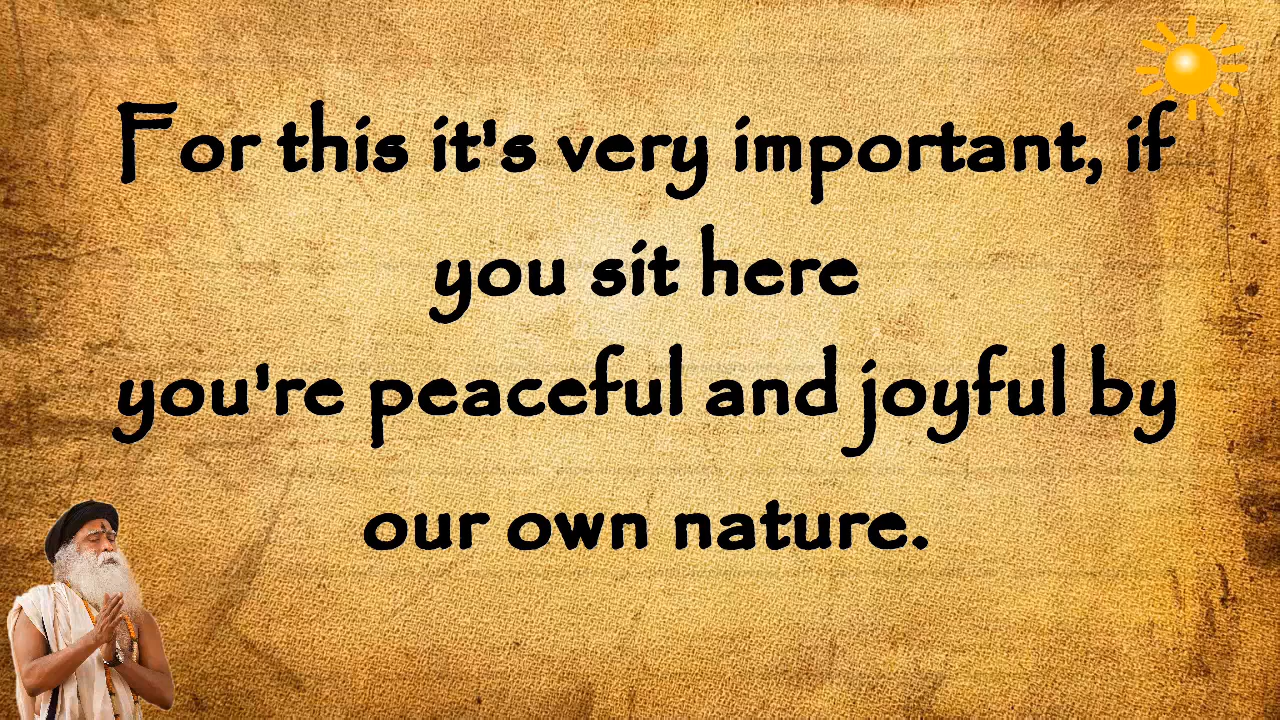 For this it's very important, if
you sit here
you're peaceful and joyful by
our own nature.